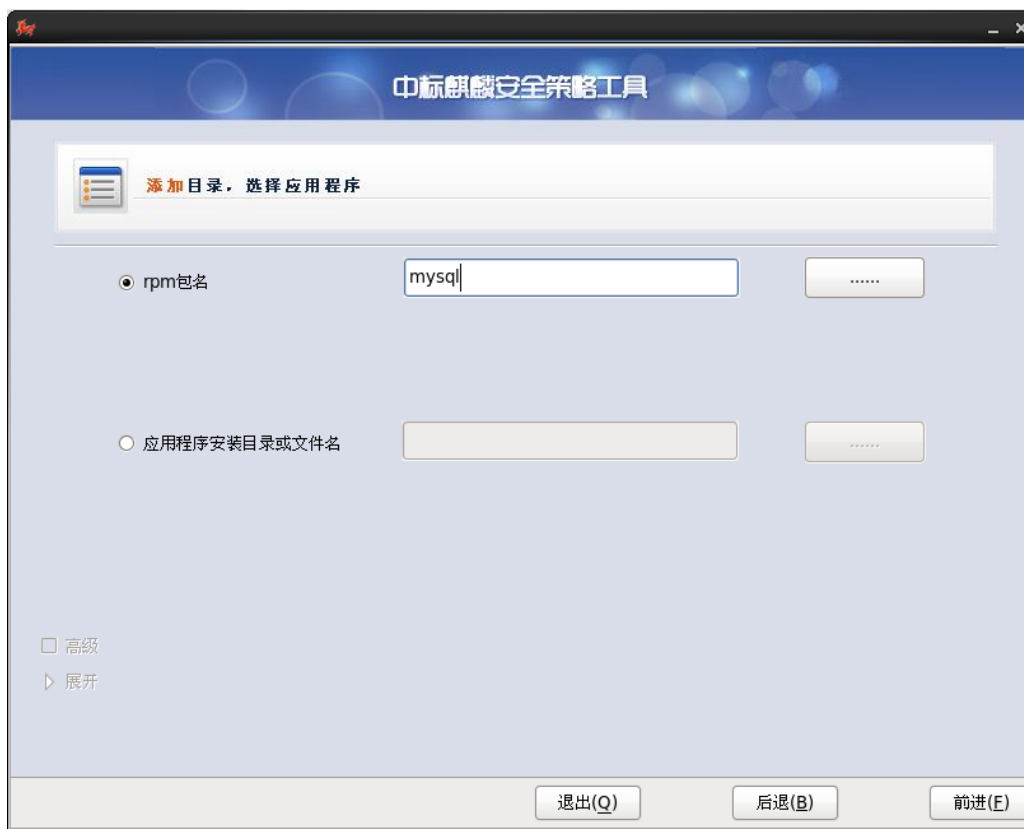 中标麒麟安全策略工具
添加目录，选择应用程序
rpm包名
mysql
......
应用程序安装目录或文件名
......
高级
展开
退出(Q)
后退(B)
前进(F)